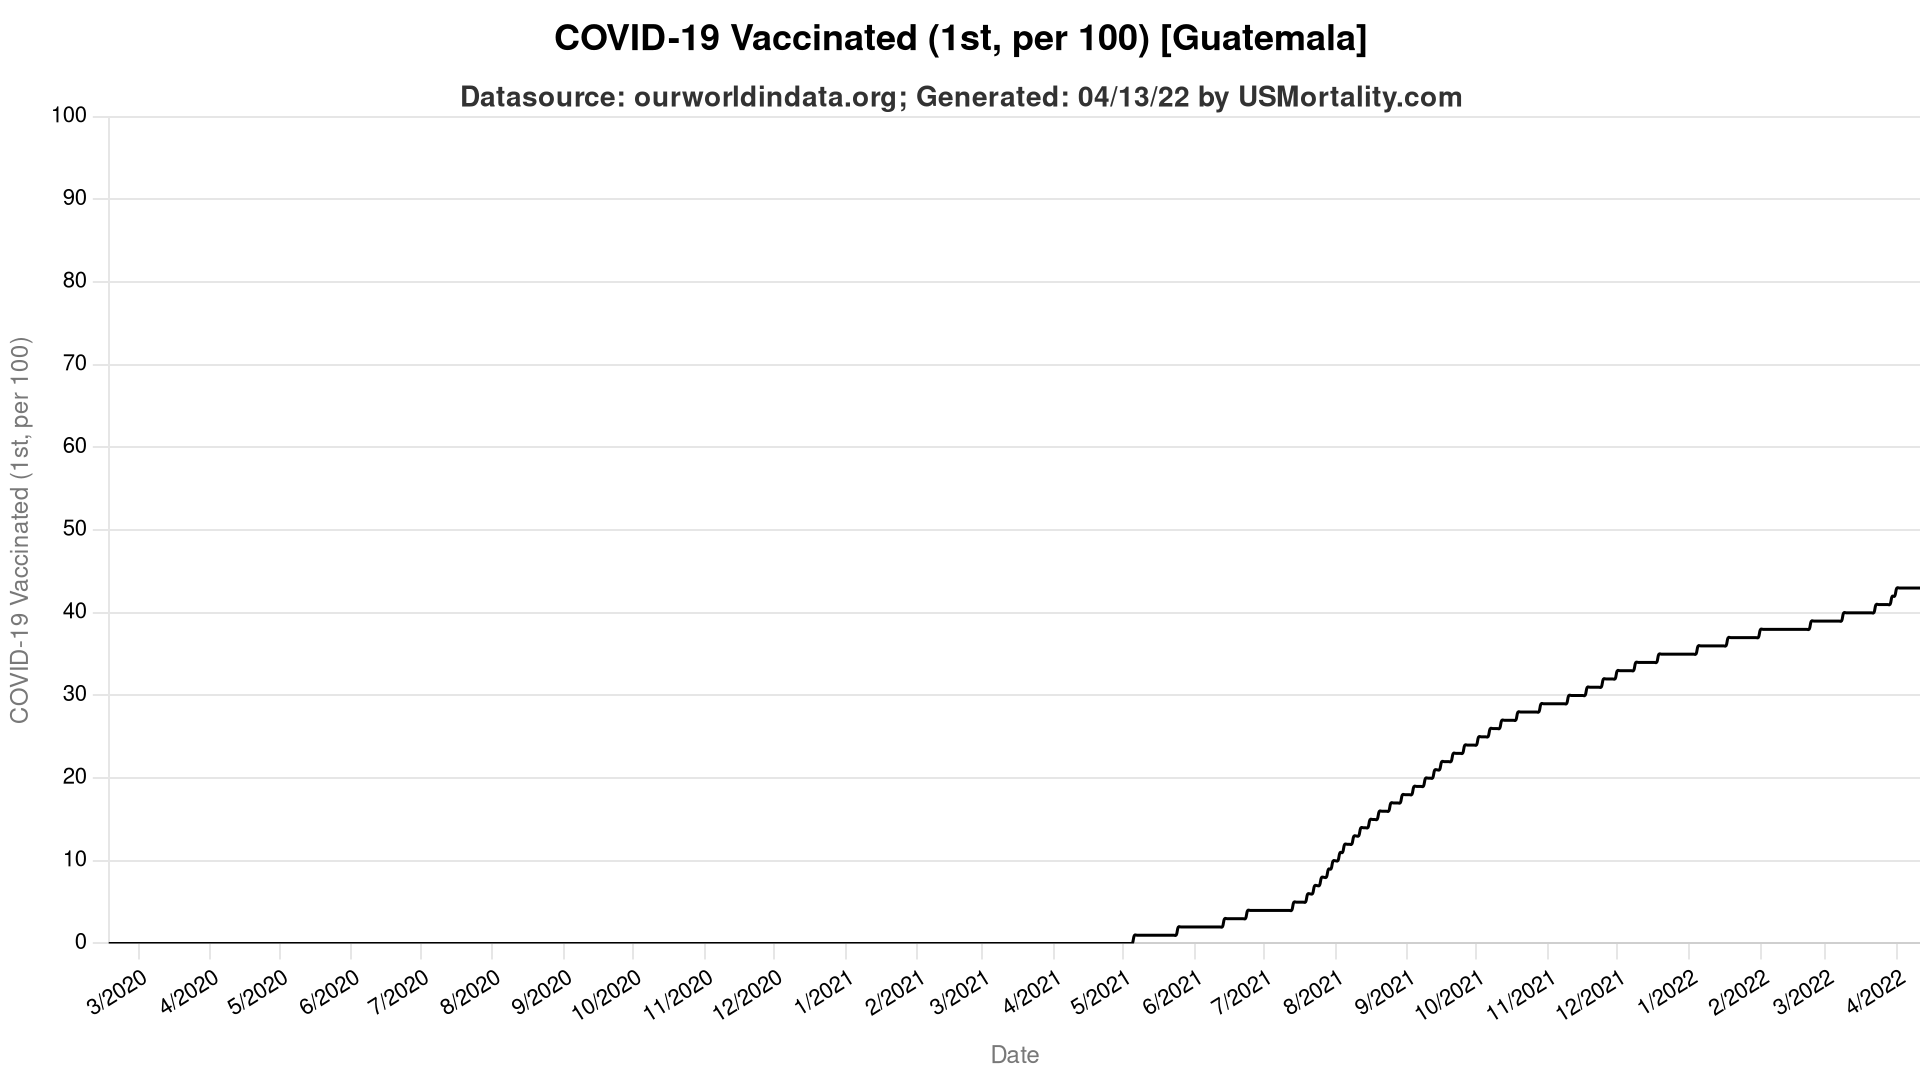 COVID-19 Vaccinated (1st, per 100) [Guatemala]
Datasource: ourworldindata.org; Generated: 04/13/22 by USMortality.com
COVID-19 Vaccinated (1st, per 100)
100
90
80
70
60
50
40
30
20
10
0
3/2020 4/2020 5/2020 6/2020 7/2020 8/2020 9/2020 10/2020 11/2020 12/2020 1/2021 2/2021 3/2021 4/2021 5/2021 6/2021 7/2021 8/2021 9/2021 10/2021 11/2021 12/2021 1/2022 2/2022 3/2022 4/2022
Date